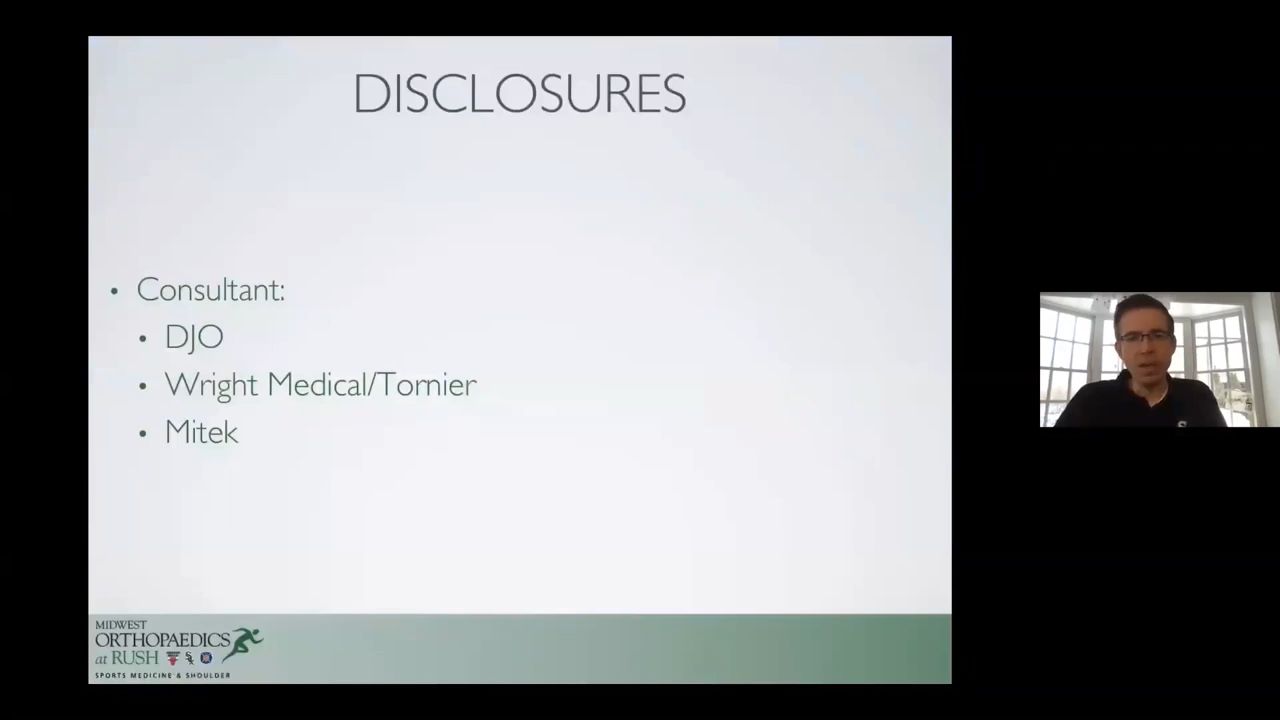 DISCLOSURES
• Consultant:
• DJO
• Wright Medical/Tornier
• Mitek
MIDWEST
ORTHOPAEDICS
at RUSH
SPORTS MEDICINE & SHOULDER